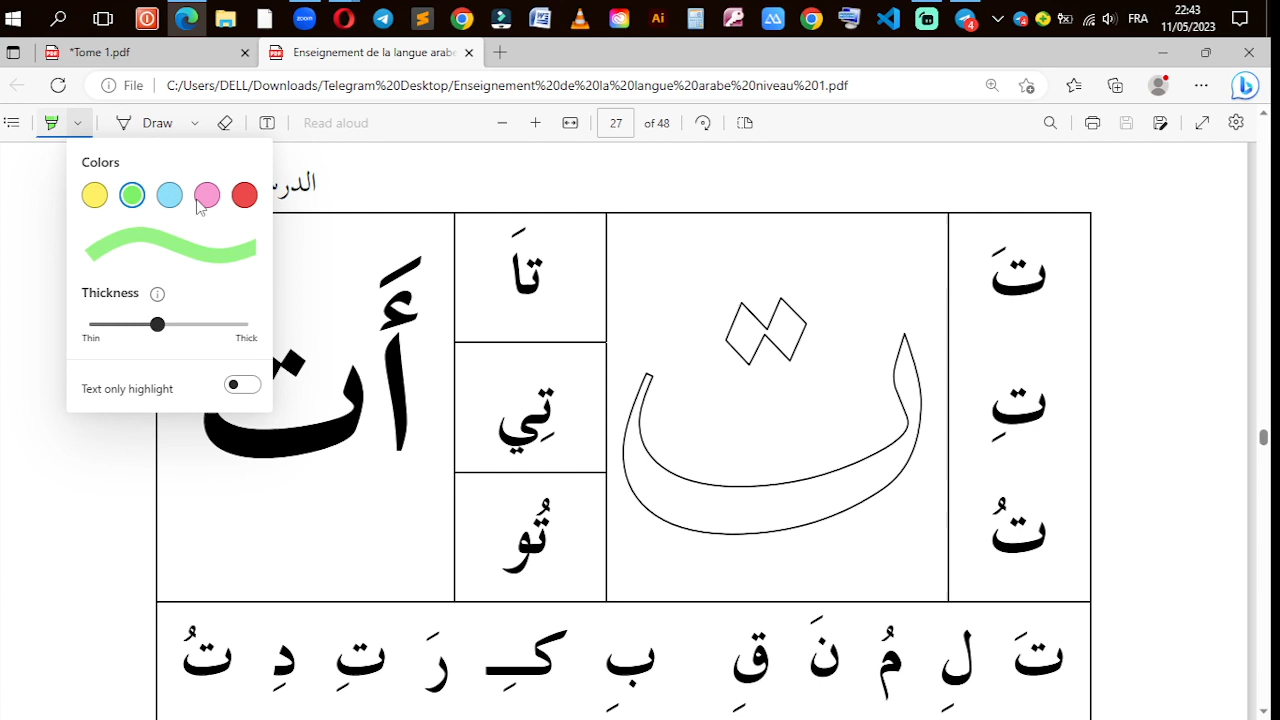 22:43
FRA
11/05/2023
*Tome 1.pdf
Enseignement de la langue arabe
File
C:/Users/DELL/Downloads/Telegram%20Desktop/Enseignement%20de%20la%20langue%20arabe%20niveau%201.pdf
Draw
Read aloud
27 of 48
Colors
Thickness
Thin Thick
Text only highlight
الدرس
تَ
تِ
تُ
ت
تاَ
تِي
تُو
أَت
تَ لِ مُ نَ قِ بِ كِـ رَ تِ دِ تُ